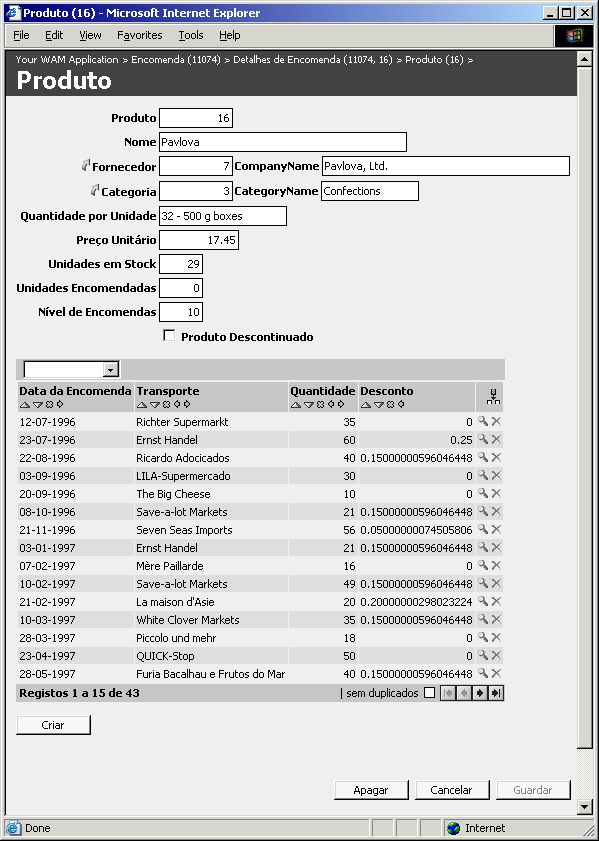 Produto (16) - Microsoft Internet Explorer
File Edit View Favorites Tools Help
Your WAM Application > Encomenda (11074) > Detalhes de Encomenda (11074, 16) > Produto (16) >
Produto
Produto 16
Nome Pavlova
Fornecedor 7 CompanyName Pavlova, Ltd.
Categoria 3 CategoryName Confections
Quantidade por Unidade 32 - 500 g boxes
Preço Unitário 17.45
Unidades em Stock 29
Unidades Encomendadas 0
Nível de Encomendas 10
Produto Descontinuado
Data da Encomenda Transporte Quantidade Desconto
12-07-1996 Richter Supermarkt 35 0
23-07-1996 Ernst Handel 60 0.25
22-08-1996 Ricardo Adocicados 40 0.15000000596046448
03-09-1996 LILA-Supermercado 30 0
20-09-1996 The Big Cheese 10 0
08-10-1996 Save-a-lot Markets 21 0.15000000596046448
21-11-1996 Seven Seas Imports 56 0.05000000074505806
03-01-1997 Ernst Handel 21 0.15000000596046448
07-02-1997 Mère Paillarde 16 0
10-02-1997 Save-a-lot Markets 49 0.15000000596046448
21-02-1997 La maison d'Asie 20 0.20000000298023224
10-03-1997 White Clover Markets 35 0.15000000596046448
28-03-1997 Piccolo und mehr 18 0
23-04-1997 QUICK-Stop 50 0
28-05-1997 Furia Bacalhau e Frutos do Mar 40 0.15000000596046448
Registos 1 a 15 de 43 | sem duplicados
Criar
Apagar Cancelar Guardar
Done Internet